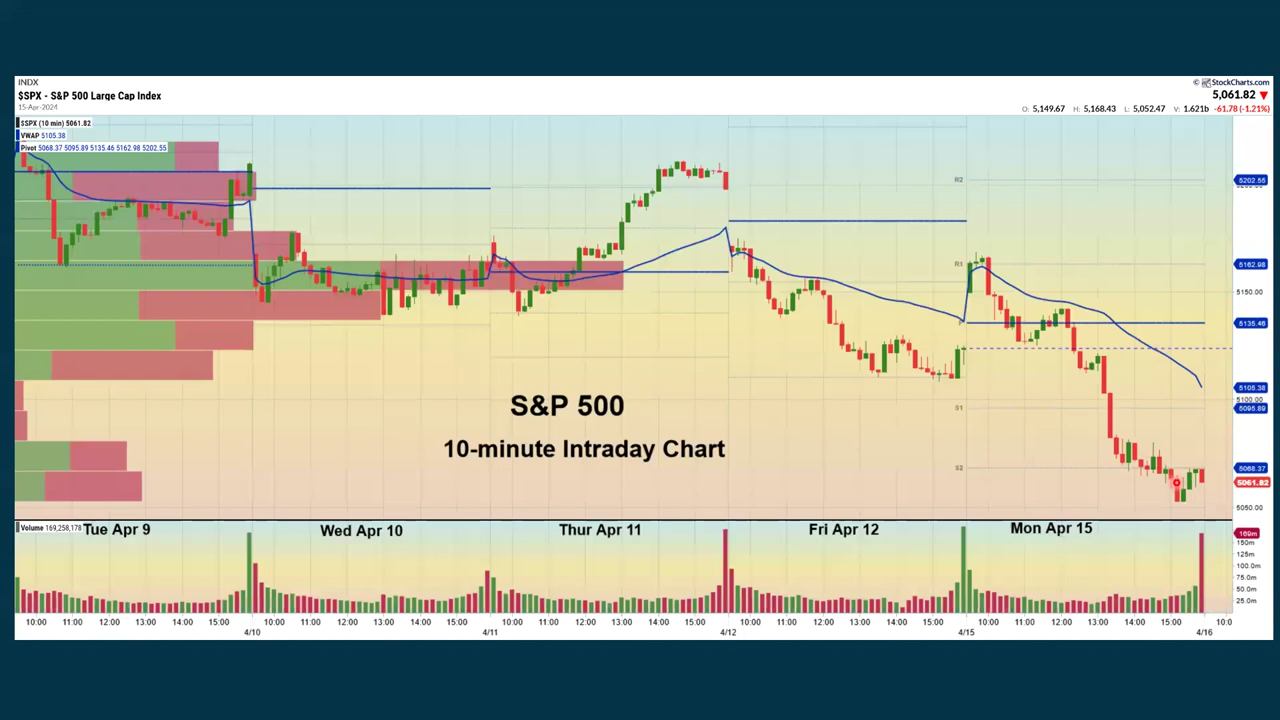 INDX
© StockCharts.com
$SPX - S&P 500 Large Cap Index
5,061.82
15-Apr-2024
O: 5,149.67 H: 5,168.43 L: 5,052.47 V: 1.621b -61.78 (-1.21%)
$SPX (10 min) 5061.82
VWAP 5105.38
Pivot 5068.37 5095.89 5135.46 5162.98 5202.55
R2
5202.55
R1
5162.98
5150.00
P
5135.46
5105.38
5100.00
S1
5095.89
S&P 500
10-minute Intraday Chart
S2
5068.37
5061.82
5050.00
Volume 169,258,178
Tue Apr 9
Wed Apr 10
Thur Apr 11
Fri Apr 12
Mon Apr 15
169m
150m
125m
100.0m
75.0m
50.0m
25.0m
10:00 11:00 12:00 13:00 14:00 15:00 10:00 11:00 12:00 13:00 14:00 15:00 10:00 11:00 12:00 13:00 14:00 15:00 11:00 12:00 13:00 14:00 15:00 10:00 11:00 12:00 13:00 14:00 15:00 10:0
4/10 4/11 4/12 4/15 4/16